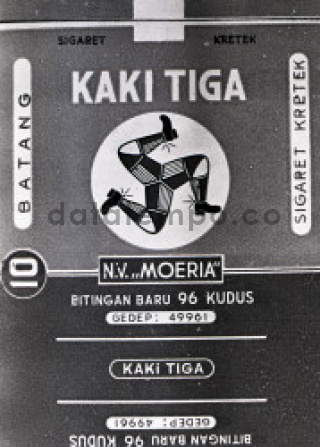 SIGARET KRETEK
KAKI TIGA
BATANG
SIGARET KRETEK
datatempo.co
10
N.V. „MOERIA"
BITINGAN BARU 96 KUDUS
GEDEP: 49961
KAKI TIGA
GEDEP: 49961
BITINGAN BARU 96 KUDUS